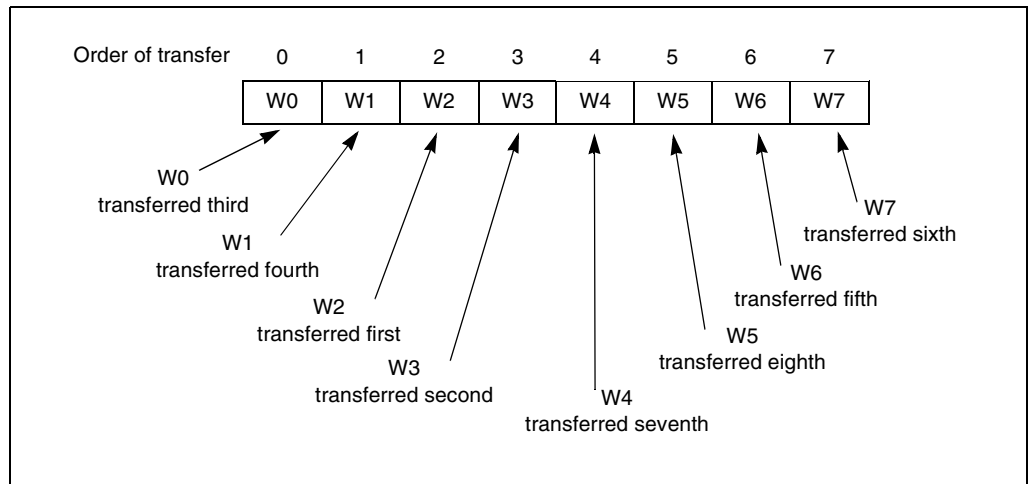 Order of transfer 0 1 2 3 4 5 6 7
W0 W1 W2 W3 W4 W5 W6 W7
W0
transferred third
W1
transferred fourth
W2
transferred first
W3
transferred second
W4
transferred seventh
W5
transferred eighth
W6
transferred fifth
W7
transferred sixth